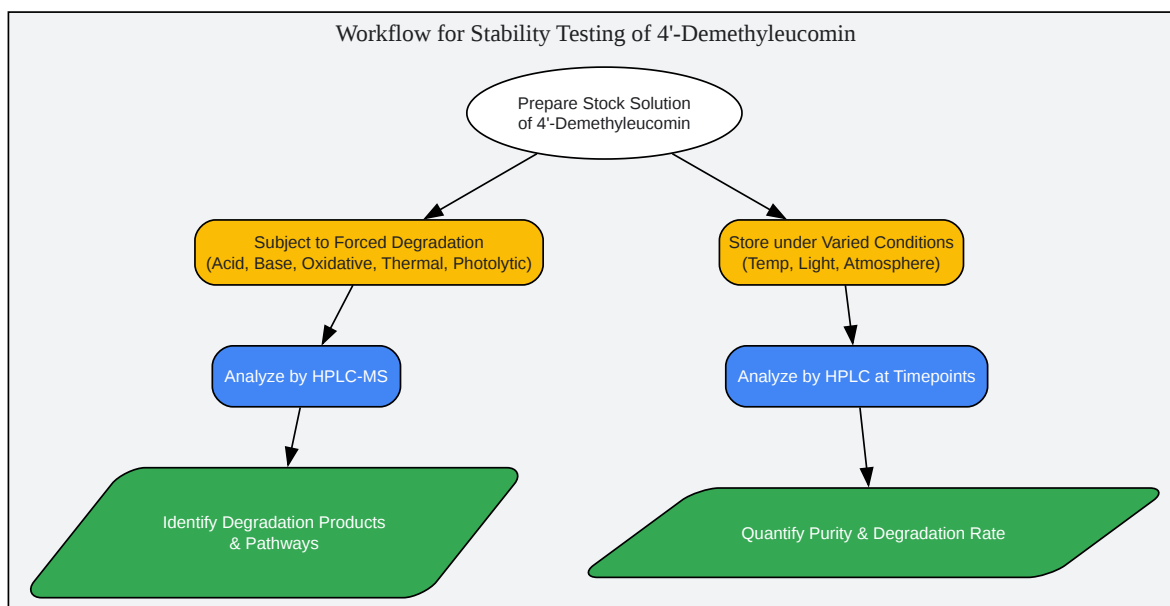 Workflow for Stability Testing of 4'-Demethyleucomin
Prepare Stock Solution
of 4'-Demethyleucomin
Subject to Forced Degradation
(Acid, Base, Oxidative, Thermal, Photolytic)
Store under Varied Conditions
(Temp, Light, Atmosphere)
Analyze by HPLC-MS
Analyze by HPLC at Timepoints
Identify Degradation Products
& Pathways
Quantify Purity & Degradation Rate